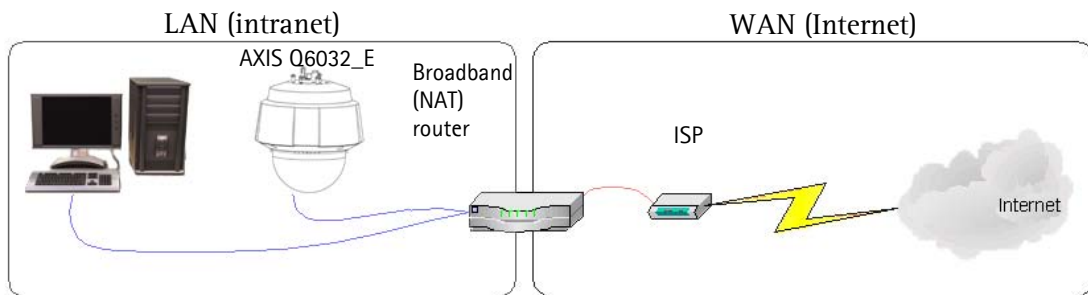 LAN (intranet)
WAN (Internet)
AXIS Q6032_E
Broadband
(NAT)
router
ISP
Internet